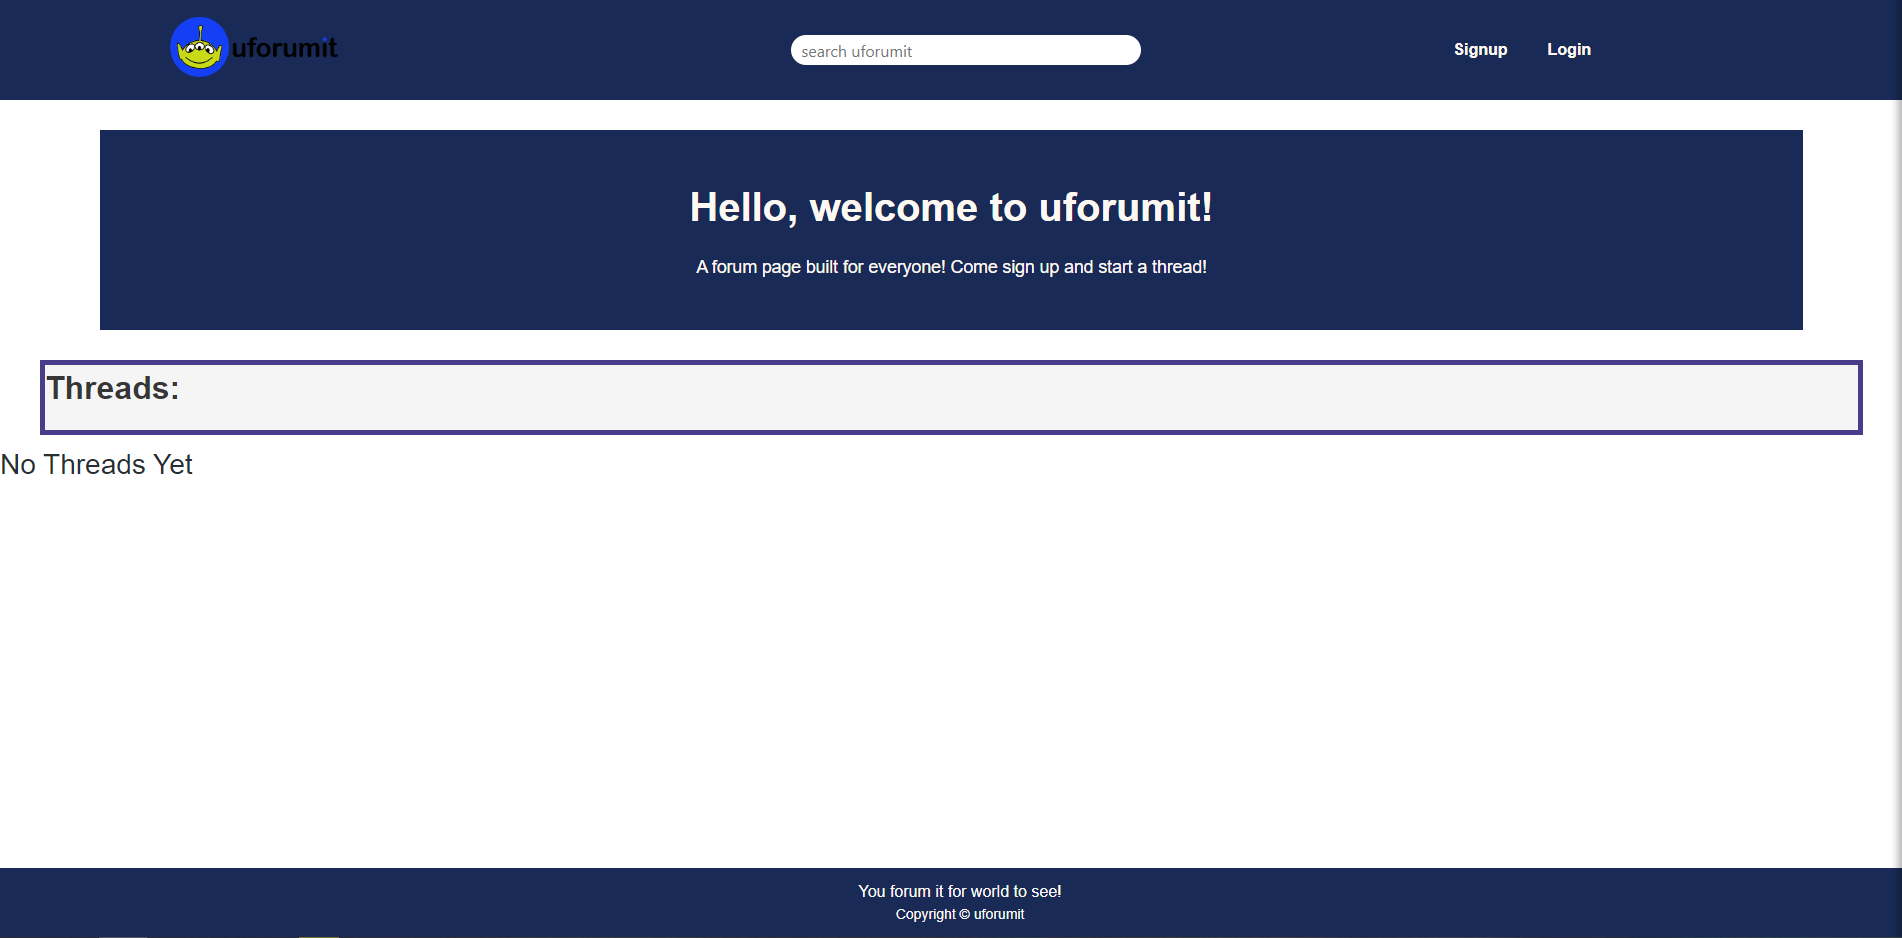 uforumit
search uforumit
Signup
Login
Hello, welcome to uforumit!
A forum page built for everyone! Come sign up and start a thread!
Threads:
No Threads Yet
You forum it for world to see!
Copyright © uforumit